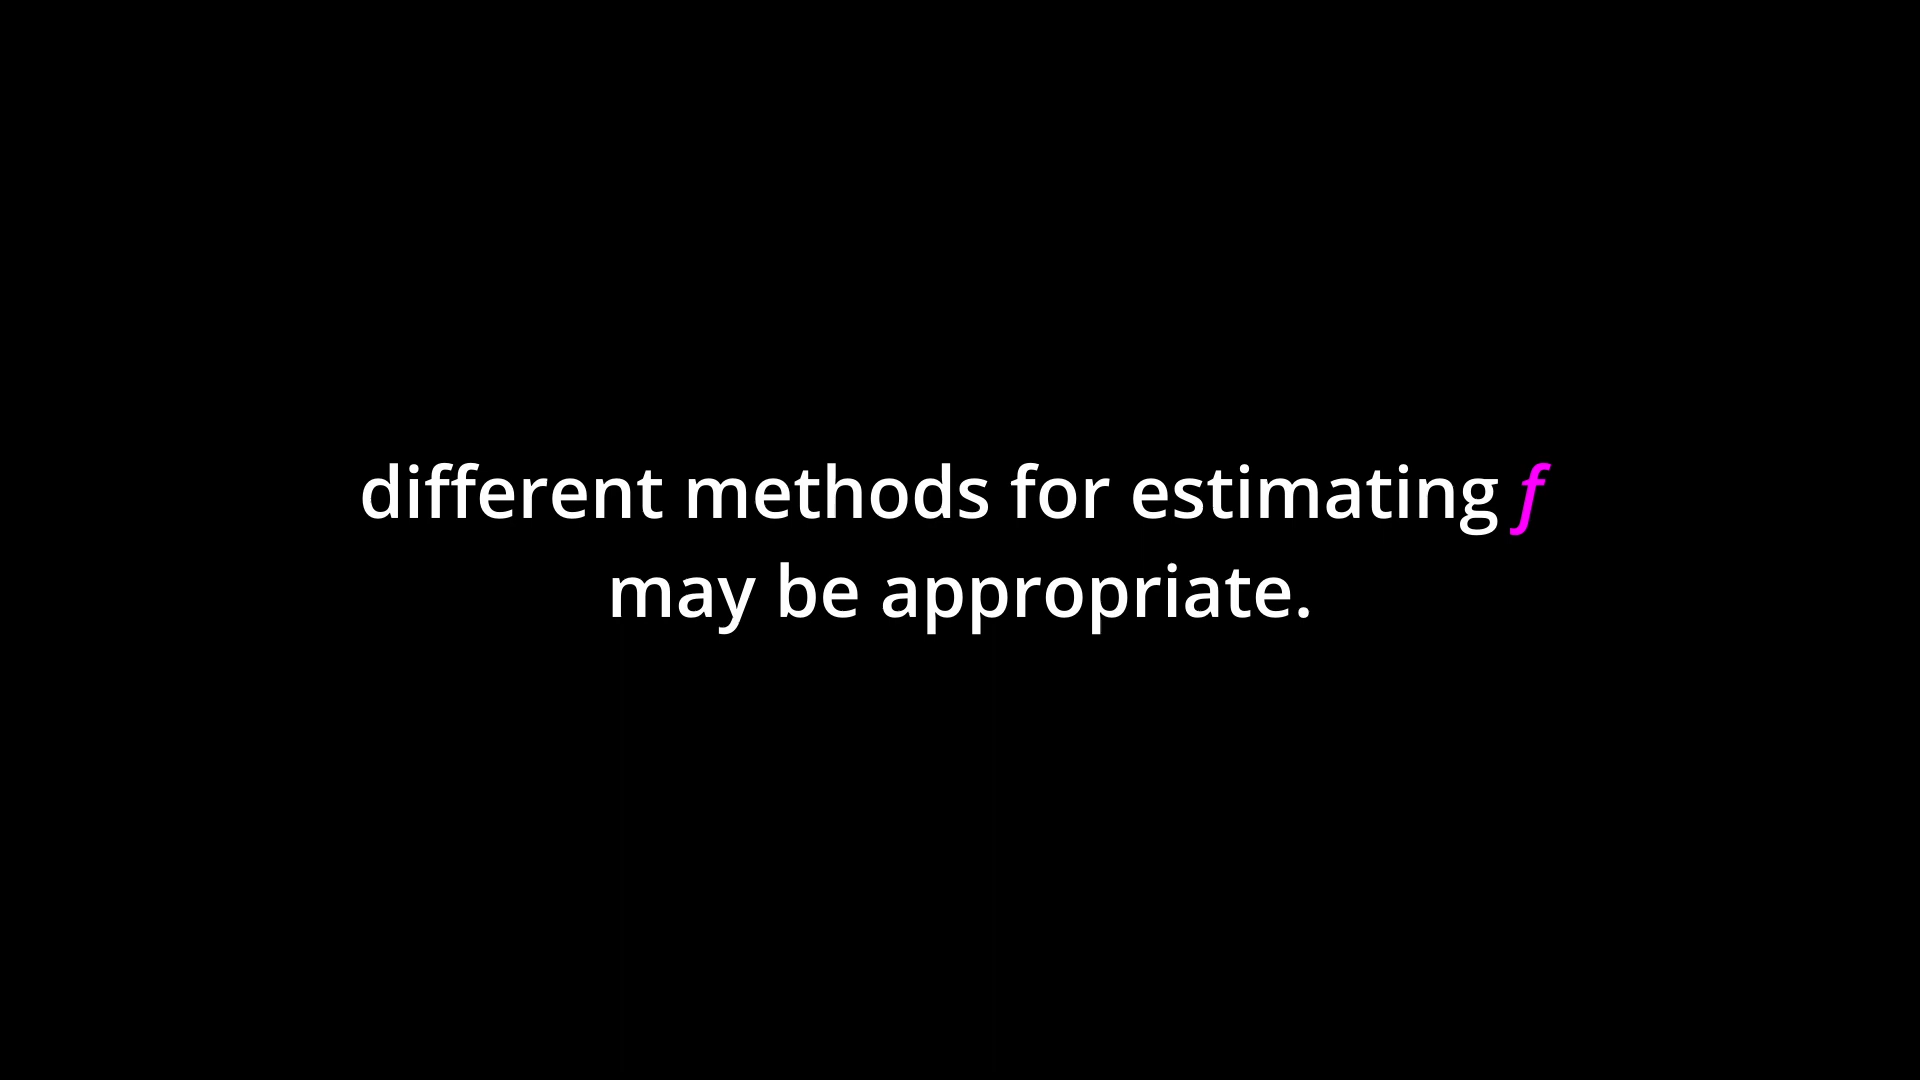 different methods for estimating f
may be appropriate.